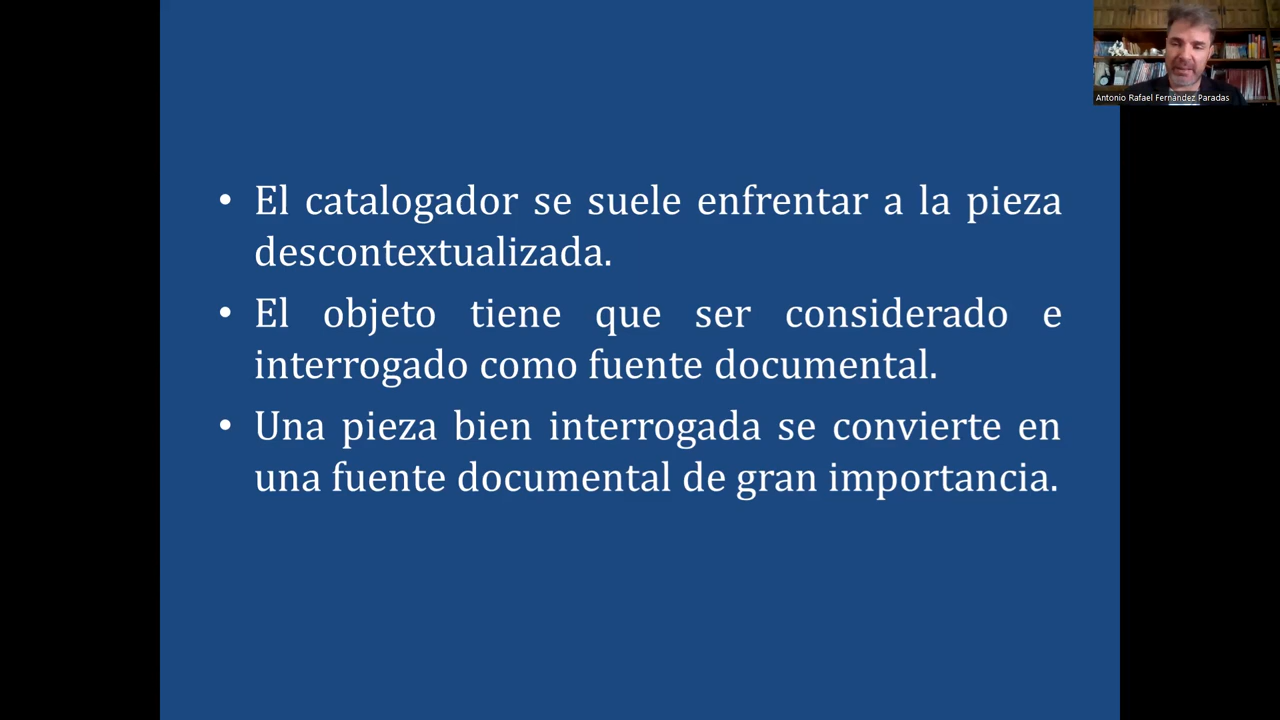 Antonio Rafael Fernández Paradas
• El catalogador se suele enfrentar a la pieza
descontextualizada.
• El objeto tiene que ser considerado e
interrogado como fuente documental.
• Una pieza bien interrogada se convierte en
una fuente documental de gran importancia.